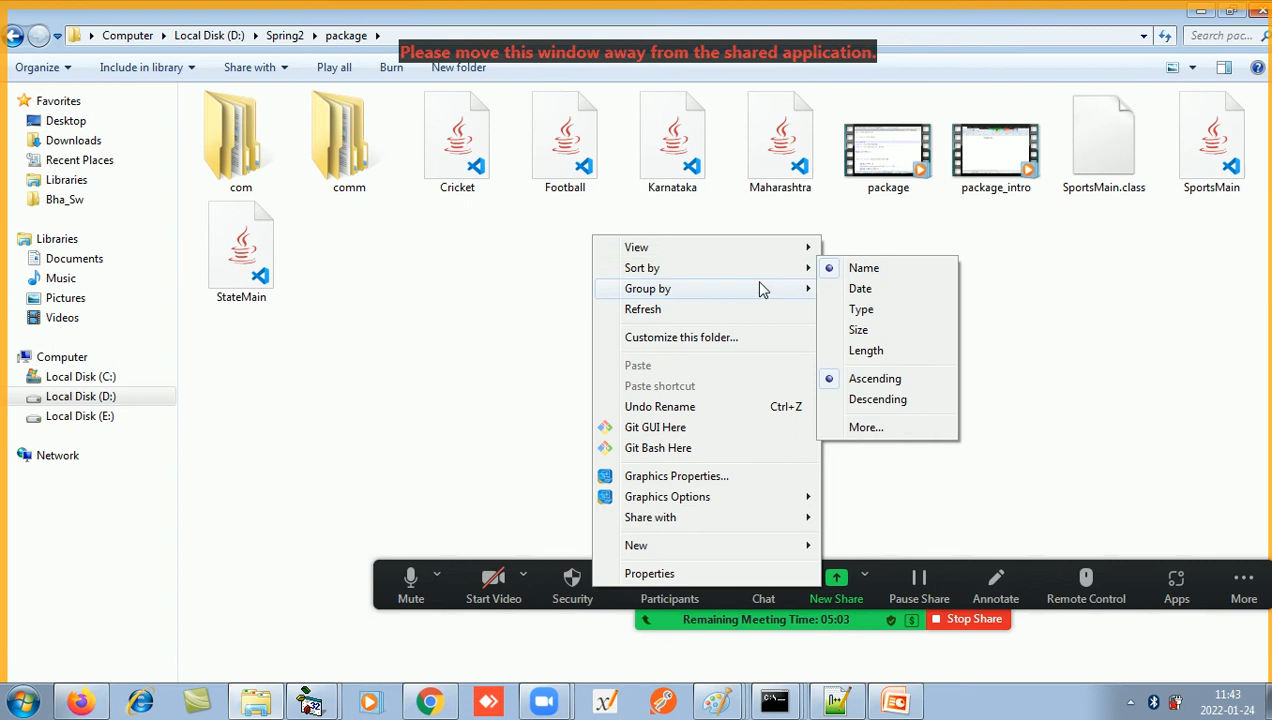 Computer Local Disk (D:) Spring2 package Search pac...
Please move this window away from the shared application.
Organize Include in library Share with Play all Burn New folder
Favorites
Desktop
Downloads
Recent Places
Libraries
Bha_Sw
Libraries
Documents
Music
Pictures
Videos
Computer
Local Disk (C:)
Local Disk (D:)
Local Disk (E:)
Network
com comm Cricket Football Karnataka Maharashtra package package_intro SportsMain.class SportsMain
StateMain
View
Sort by
Group by
Refresh
Customize this folder...
Paste
Paste shortcut
Undo Rename Ctrl+Z
Git GUI Here
Git Bash Here
Graphics Properties...
Graphics Options
Share with
New
Properties
Name
Date
Type
Size
Length
Ascending
Descending
More...
Mute Start Video Security Participants Chat New Share Pause Share Annotate Remote Control Apps More
Remaining Meeting Time: 05:03 Stop Share
32
11:43
2022-01-24